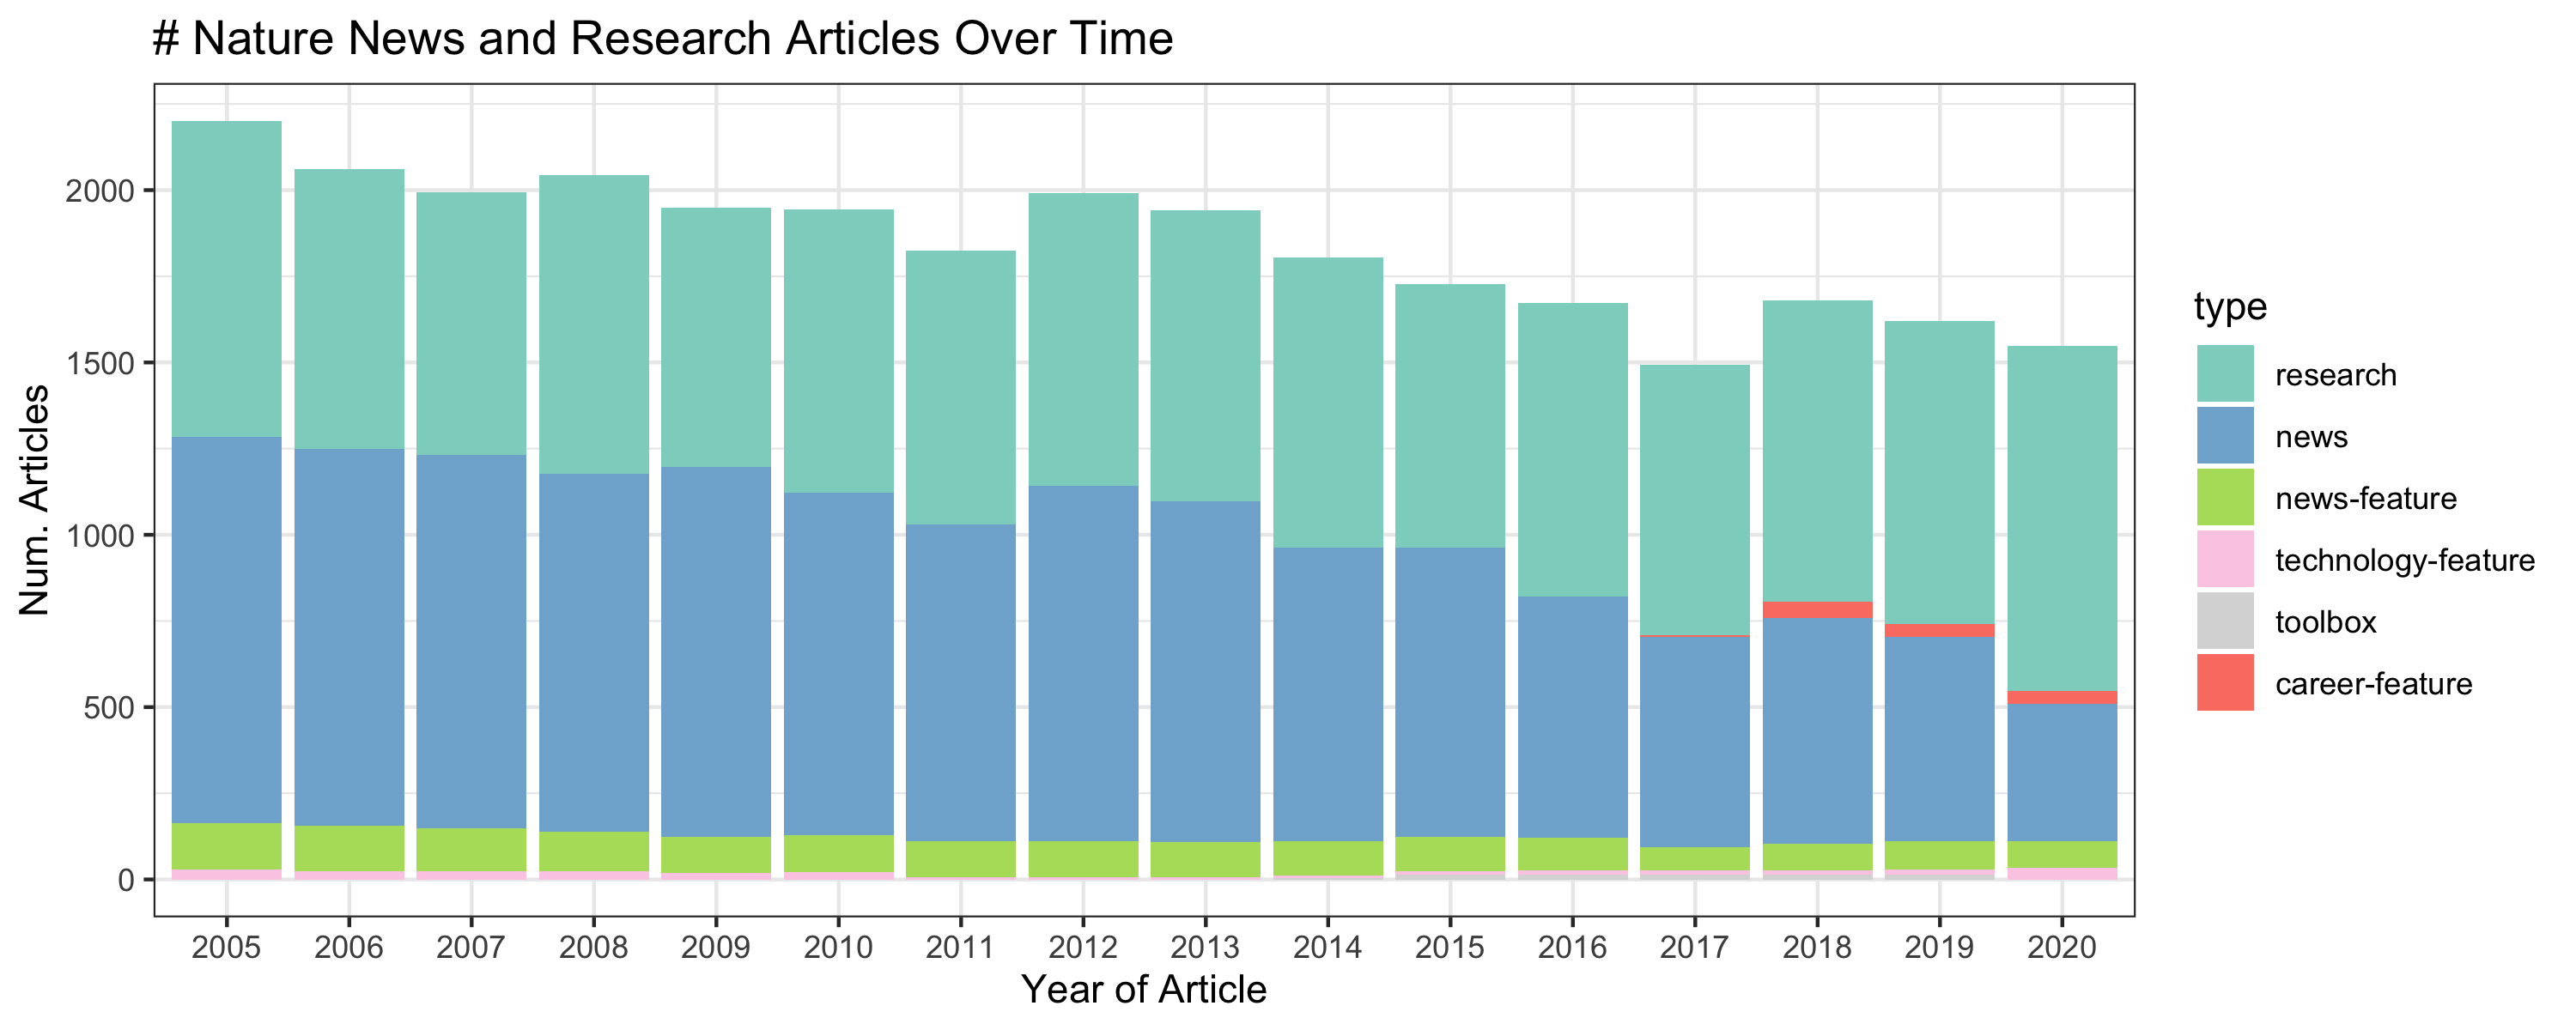 # Nature News and Research Articles Over Time
Num. Articles
2000
1500
1000
500
0
2005 2006 2007 2008 2009 2010 2011 2012 2013 2014 2015 2016 2017 2018 2019 2020
Year of Article
type
research
news
news-feature
technology-feature
toolbox
career-feature